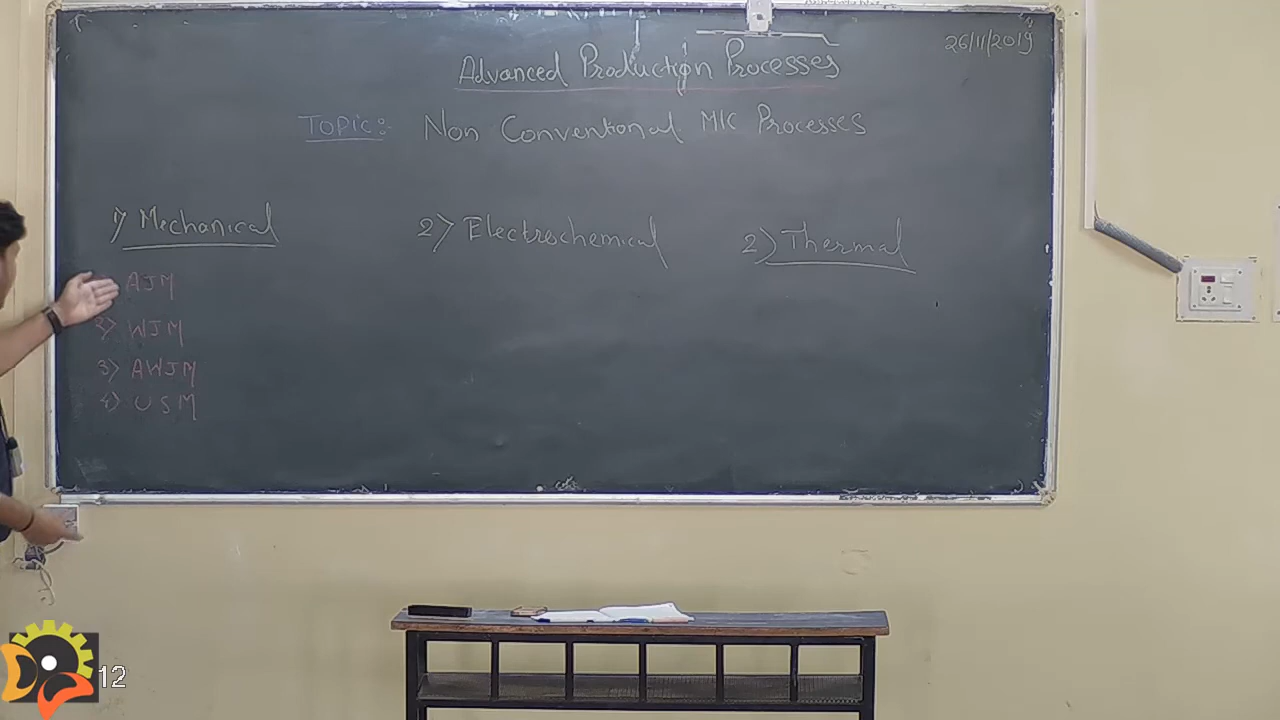 26/11/2019
Advanced Production Processes
TOPIC:- Non Conventional M/C Processes
1) Mechanical
2) Electrochemical
2) Thermal
AJM
2) WJM
3) AWJM
4) USM
12